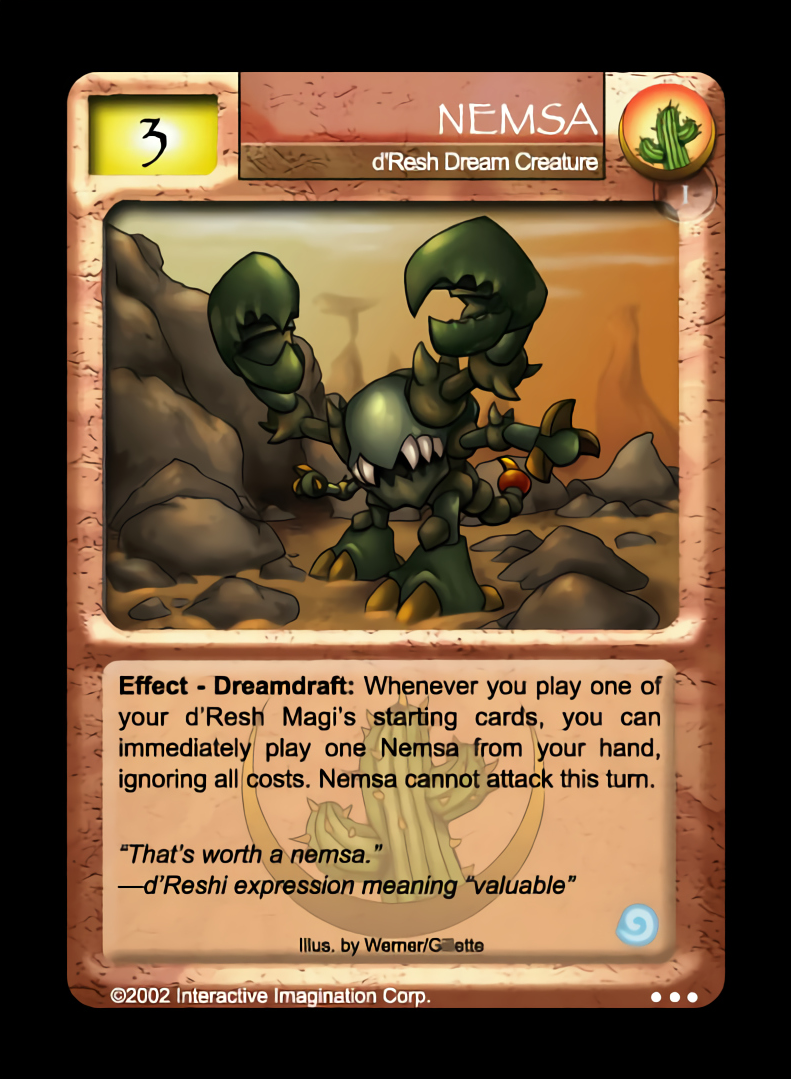 3
NEMSA
d'Resh Dream Creature
I
Effect - Dreamdraft: Whenever you play one of
your d’Resh Magi’s starting cards, you can
immediately play one Nemsa from your hand,
ignoring all costs. Nemsa cannot attack this turn.
“That’s worth a nemsa.”
—d’Reshi expression meaning “valuable”
Illus. by Werner/
©2002 Interactive Imagination Corp.